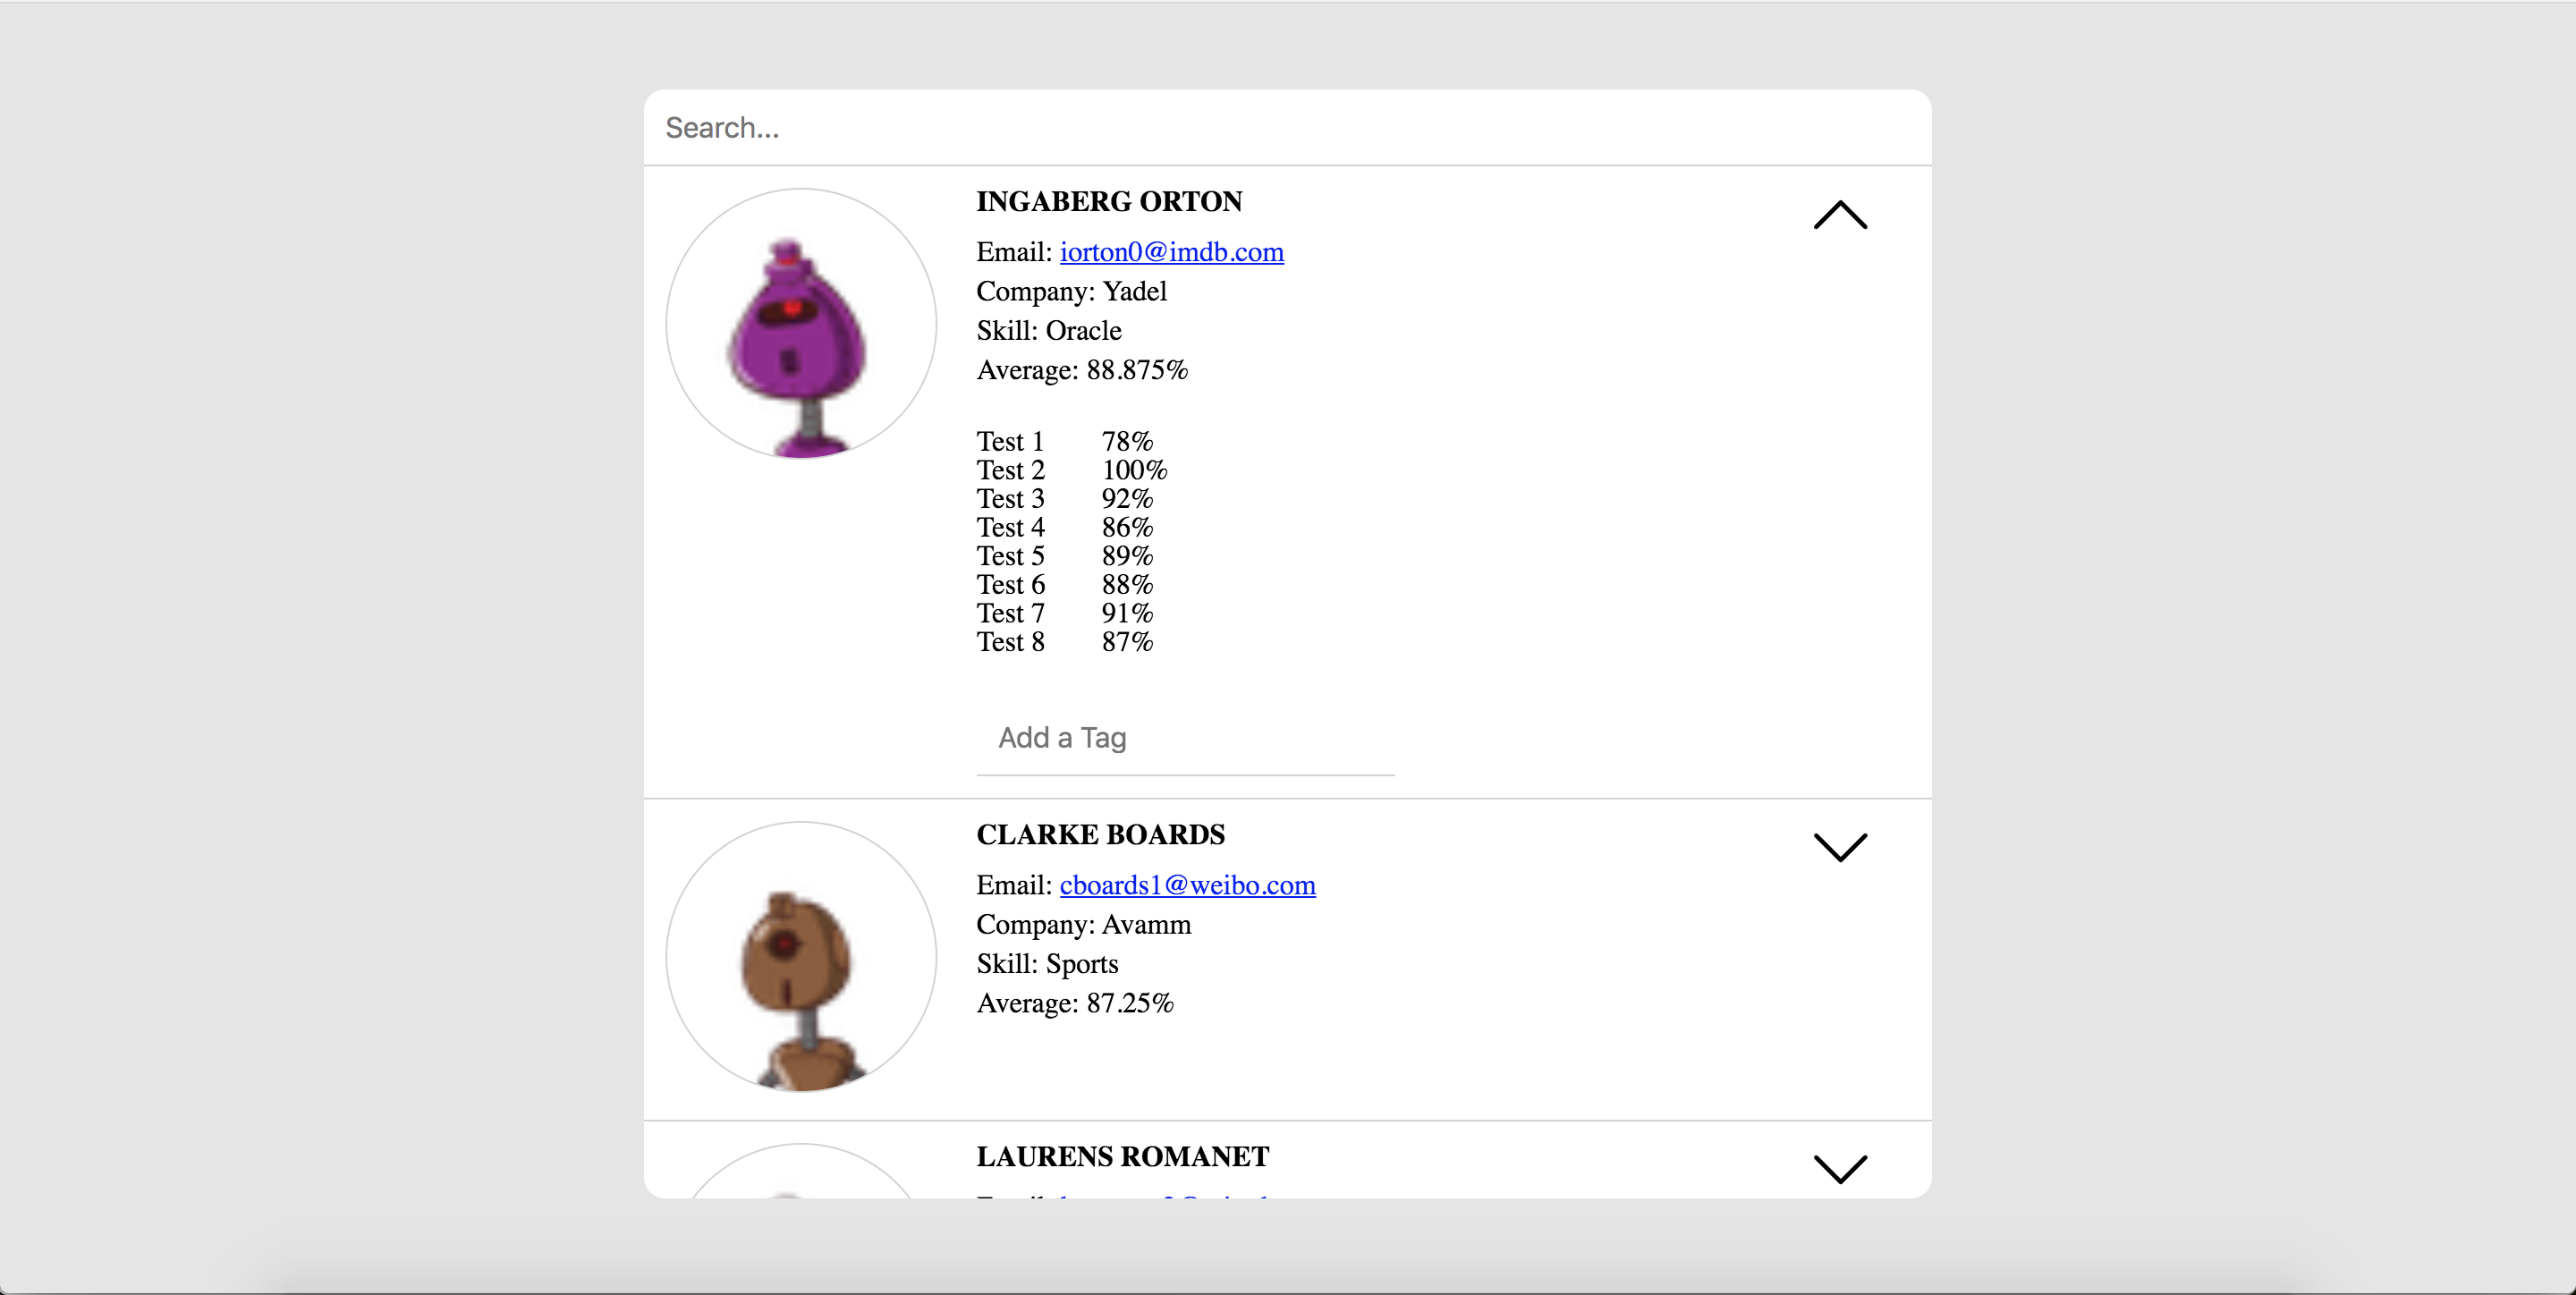 Search...
INGABERG ORTON
Email: iorton0@imdb.com
Company: Yadel
Skill: Oracle
Average: 88.875%
Test 1 78%
Test 2 100%
Test 3 92%
Test 4 86%
Test 5 89%
Test 6 88%
Test 7 91%
Test 8 87%
Add a Tag
CLARKE BOARDS
Email: cboards1@weibo.com
Company: Avamm
Skill: Sports
Average: 87.25%
LAURENS ROMANET